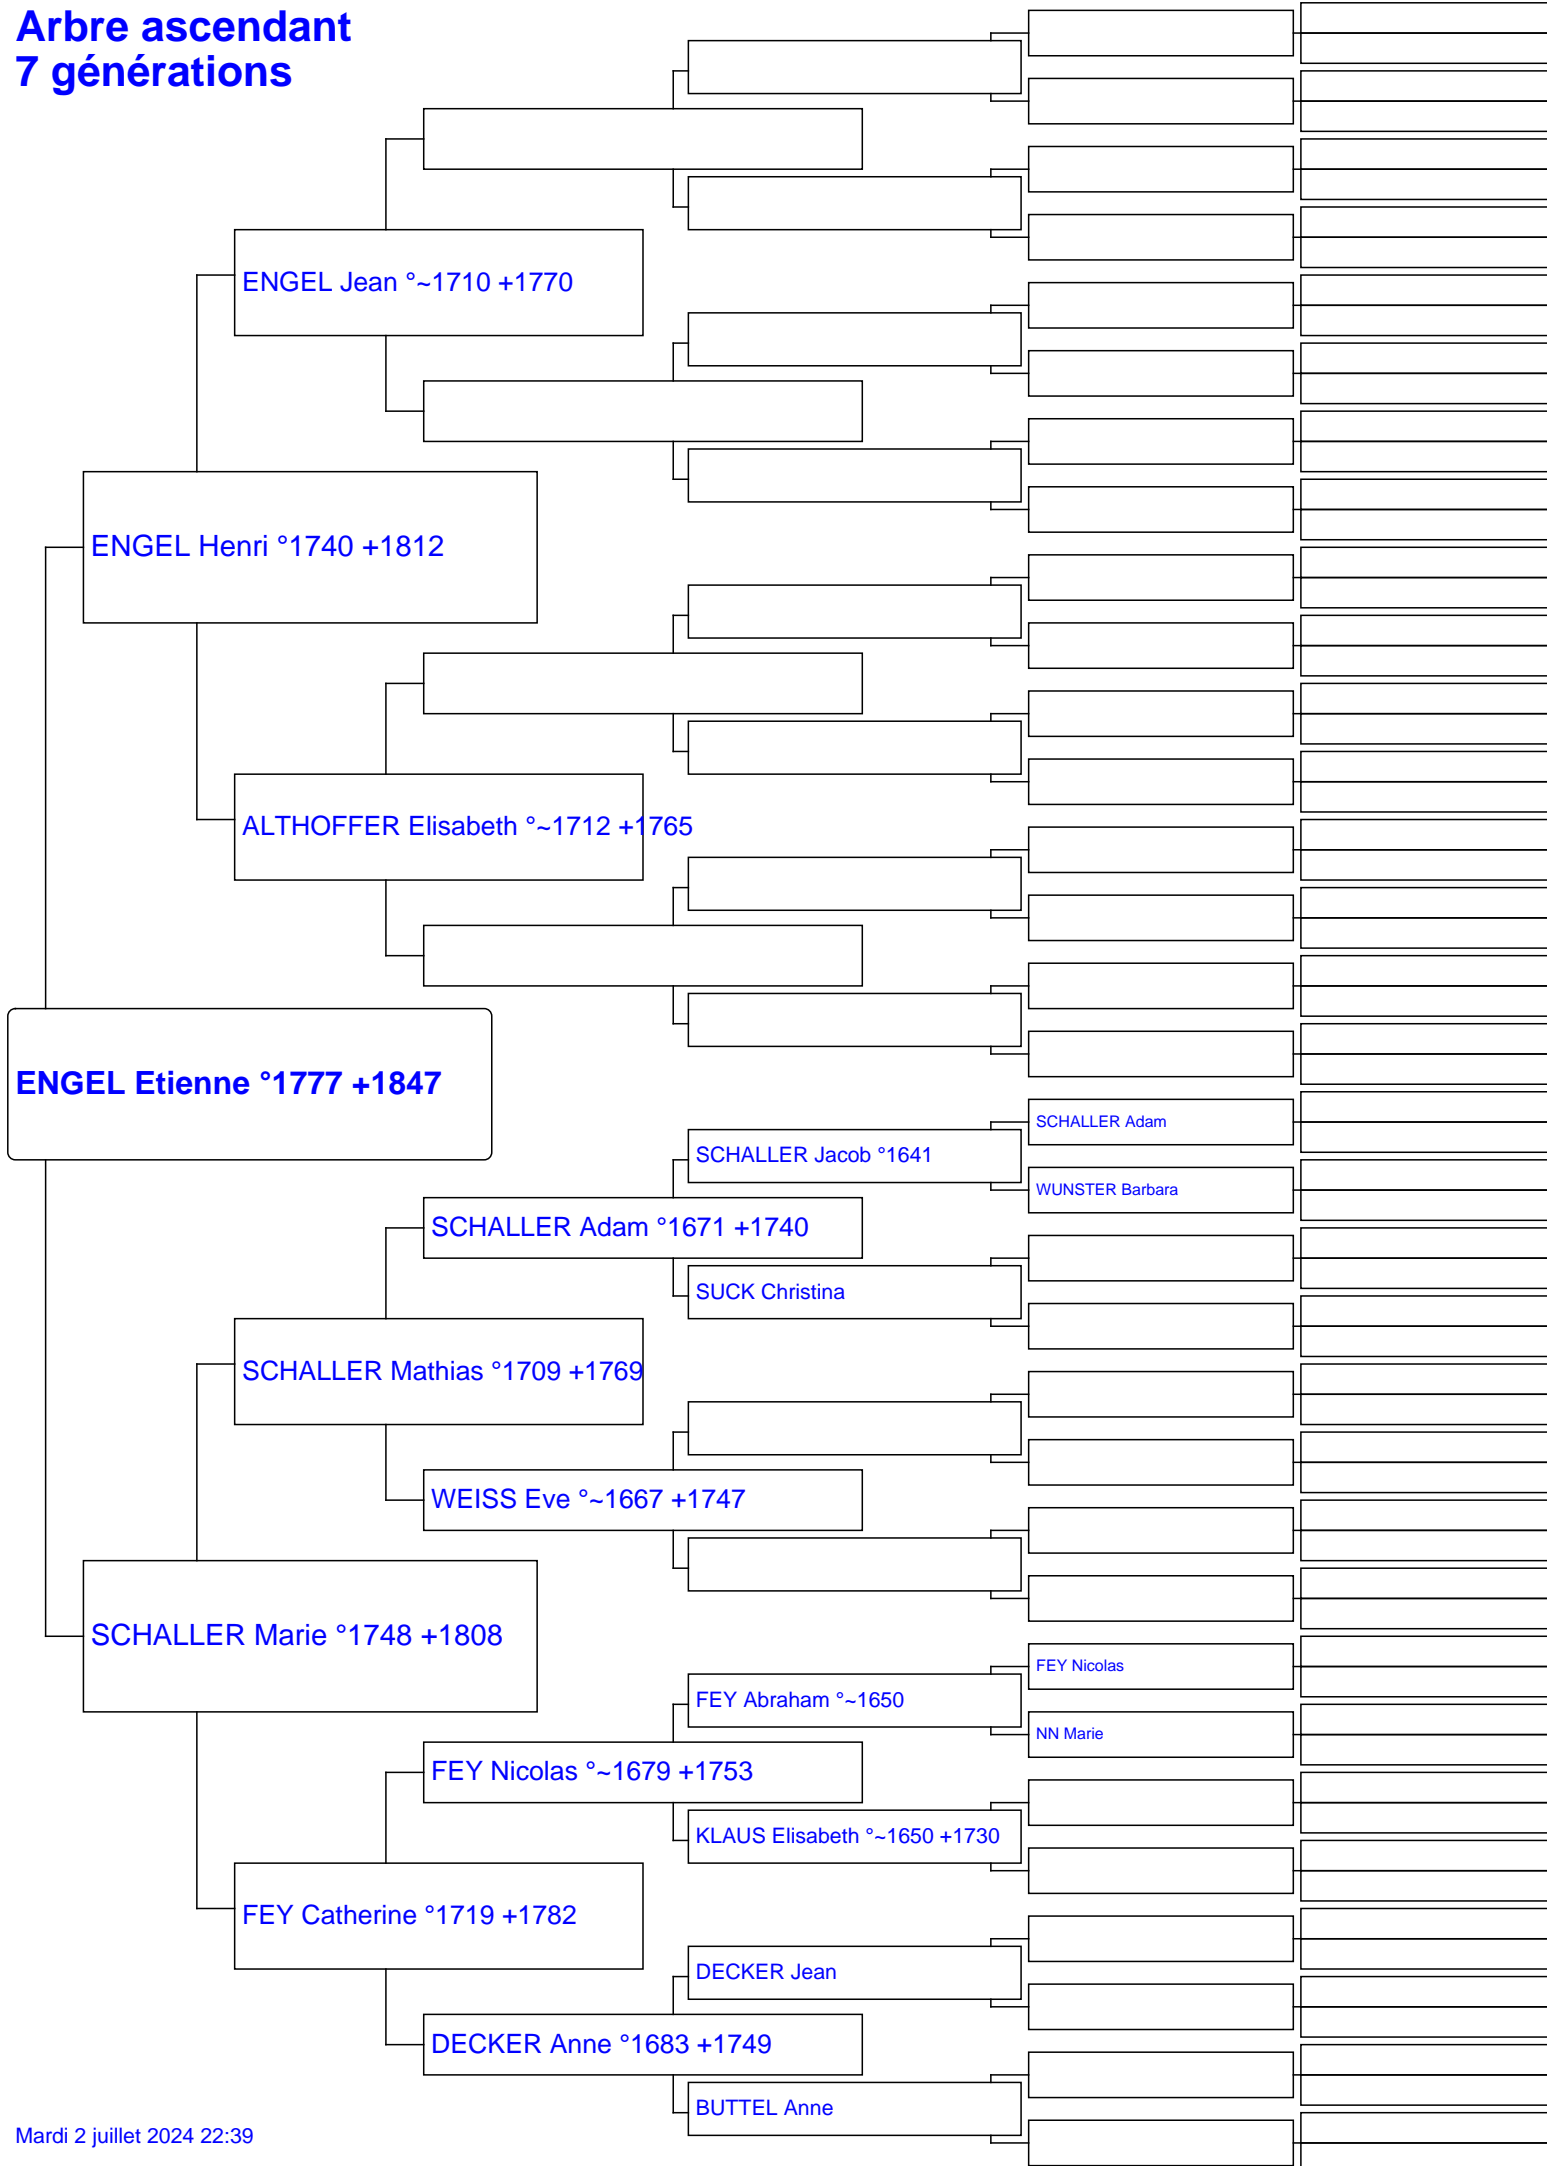 Arbre ascendant
7 générations
ENGEL Jean °~1710 +1770
ENGEL Henri °1740 +1812
ALTHOFFER Elisabeth °~1712 +1765
ENGEL Etienne °1777 +1847
SCHALLER Adam
SCHALLER Jacob °1641
WUNSTER Barbara
SCHALLER Adam °1671 +1740
SUCK Christina
SCHALLER Mathias °1709 +1769
WEISS Eve °~1667 +1747
SCHALLER Marie °1748 +1808
FEY Nicolas
FEY Abraham °~1650
NN Marie
FEY Nicolas °~1679 +1753
KLAUS Elisabeth °~1650 +1730
FEY Catherine °1719 +1782
DECKER Jean
DECKER Anne °1683 +1749
BUTTEL Anne
Mardi 2 juillet 2024 22:39